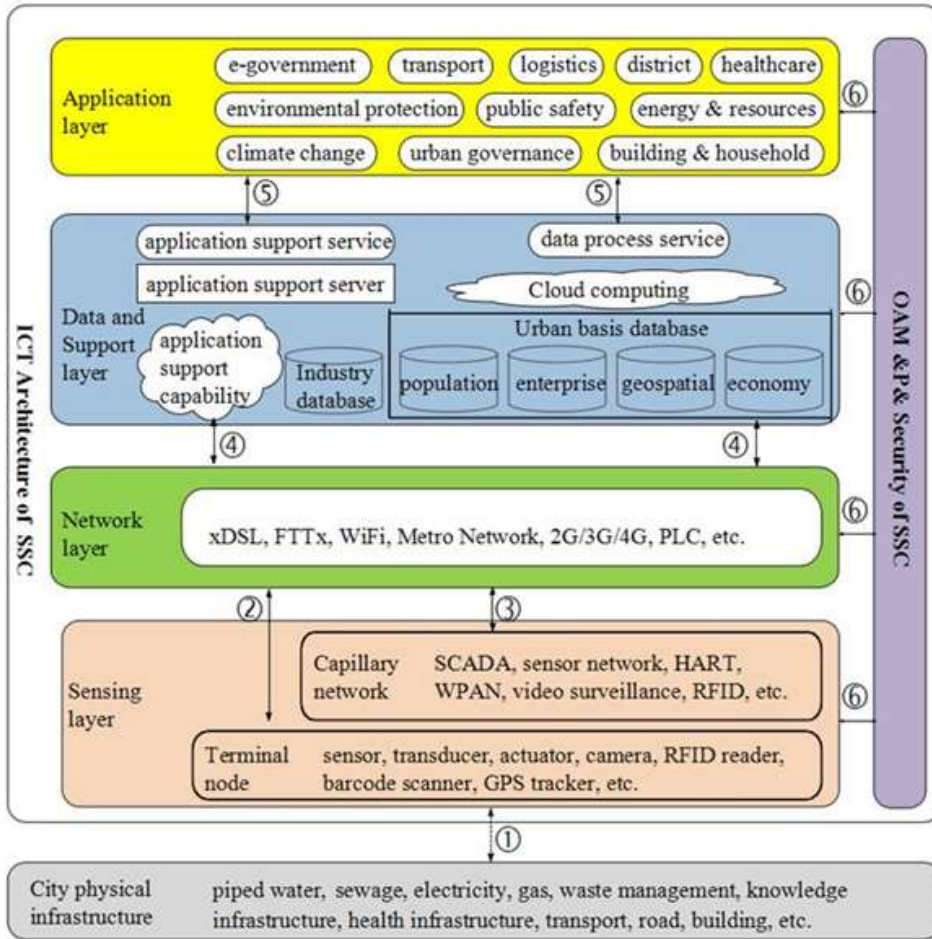 e-government
transport
logistics
district
healthcare
Application
layer
environmental protection
public safety
energy & resources
climate change
urban governance
building & household
⑥
⑤
⑤
application support service
data process service
application support server
Cloud computing
⑥
Data and
Support
layer
application
support
capability
Industry
database
Urban basis database
population
enterprise
geospatial
economy
④
④
Network
layer
xDSL, FTTx, WiFi, Metro Network, 2G/3G/4G, PLC, etc.
⑥
②
③
Sensing
layer
Capillary
network
SCADA, sensor network, HART,
WPAN, video surveillance, RFID, etc.
⑥
Terminal
node
sensor, transducer, actuator, camera, RFID reader,
barcode scanner, GPS tracker, etc.
①
City physical
infrastructure
piped water, sewage, electricity, gas, waste management, knowledge
infrastructure, health infrastructure, transport, road, building, etc.
ICT Architecture of SSC
OAM &P& Security of SSC